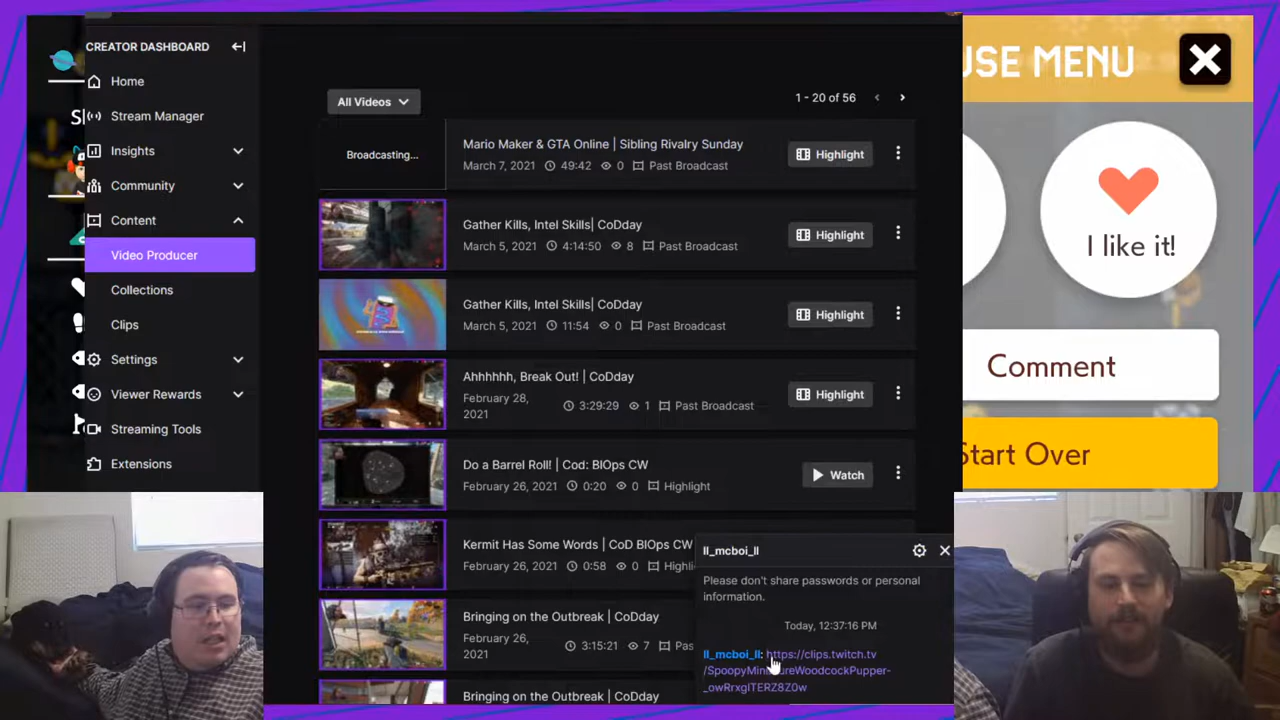 CREATOR DASHBOARD
Home
Stream Manager
Insights
Community
Content
Video Producer
Collections
Clips
Settings
Viewer Rewards
Streaming Tools
Extensions
All Videos
1 - 20 of 56
Broadcasting...
Mario Maker & GTA Online | Sibling Rivalry Sunday
March 7, 2021 49:42 0 Past Broadcast
Highlight
Gather Kills, Intel Skills| CoDday
March 5, 2021 4:14:50 8 Past Broadcast
Highlight
Gather Kills, Intel Skills| CoDday
March 5, 2021 11:54 0 Past Broadcast
Highlight
Ahhhhhh, Break Out! | CoDday
February 28,
2021 3:29:29 1 Past Broadcast
Highlight
Do a Barrel Roll! | Cod: BlOps CW
February 26, 2021 0:20 0 Highlight
Watch
Kermit Has Some Words | CoD BlOps CW
February 26, 2021 0:58 0 Highli
Bringing on the Outbreak | CoDday
February 26,
2021 3:15:21 7 Pas
Bringing on the Outbreak | CoDday
ll_mcboi_ll
Please don't share passwords or personal
information.
Today, 12:37:16 PM
ll_mcboi_ll: https://clips.twitch.tv
USE MENU
I like it!
Comment
Start Over